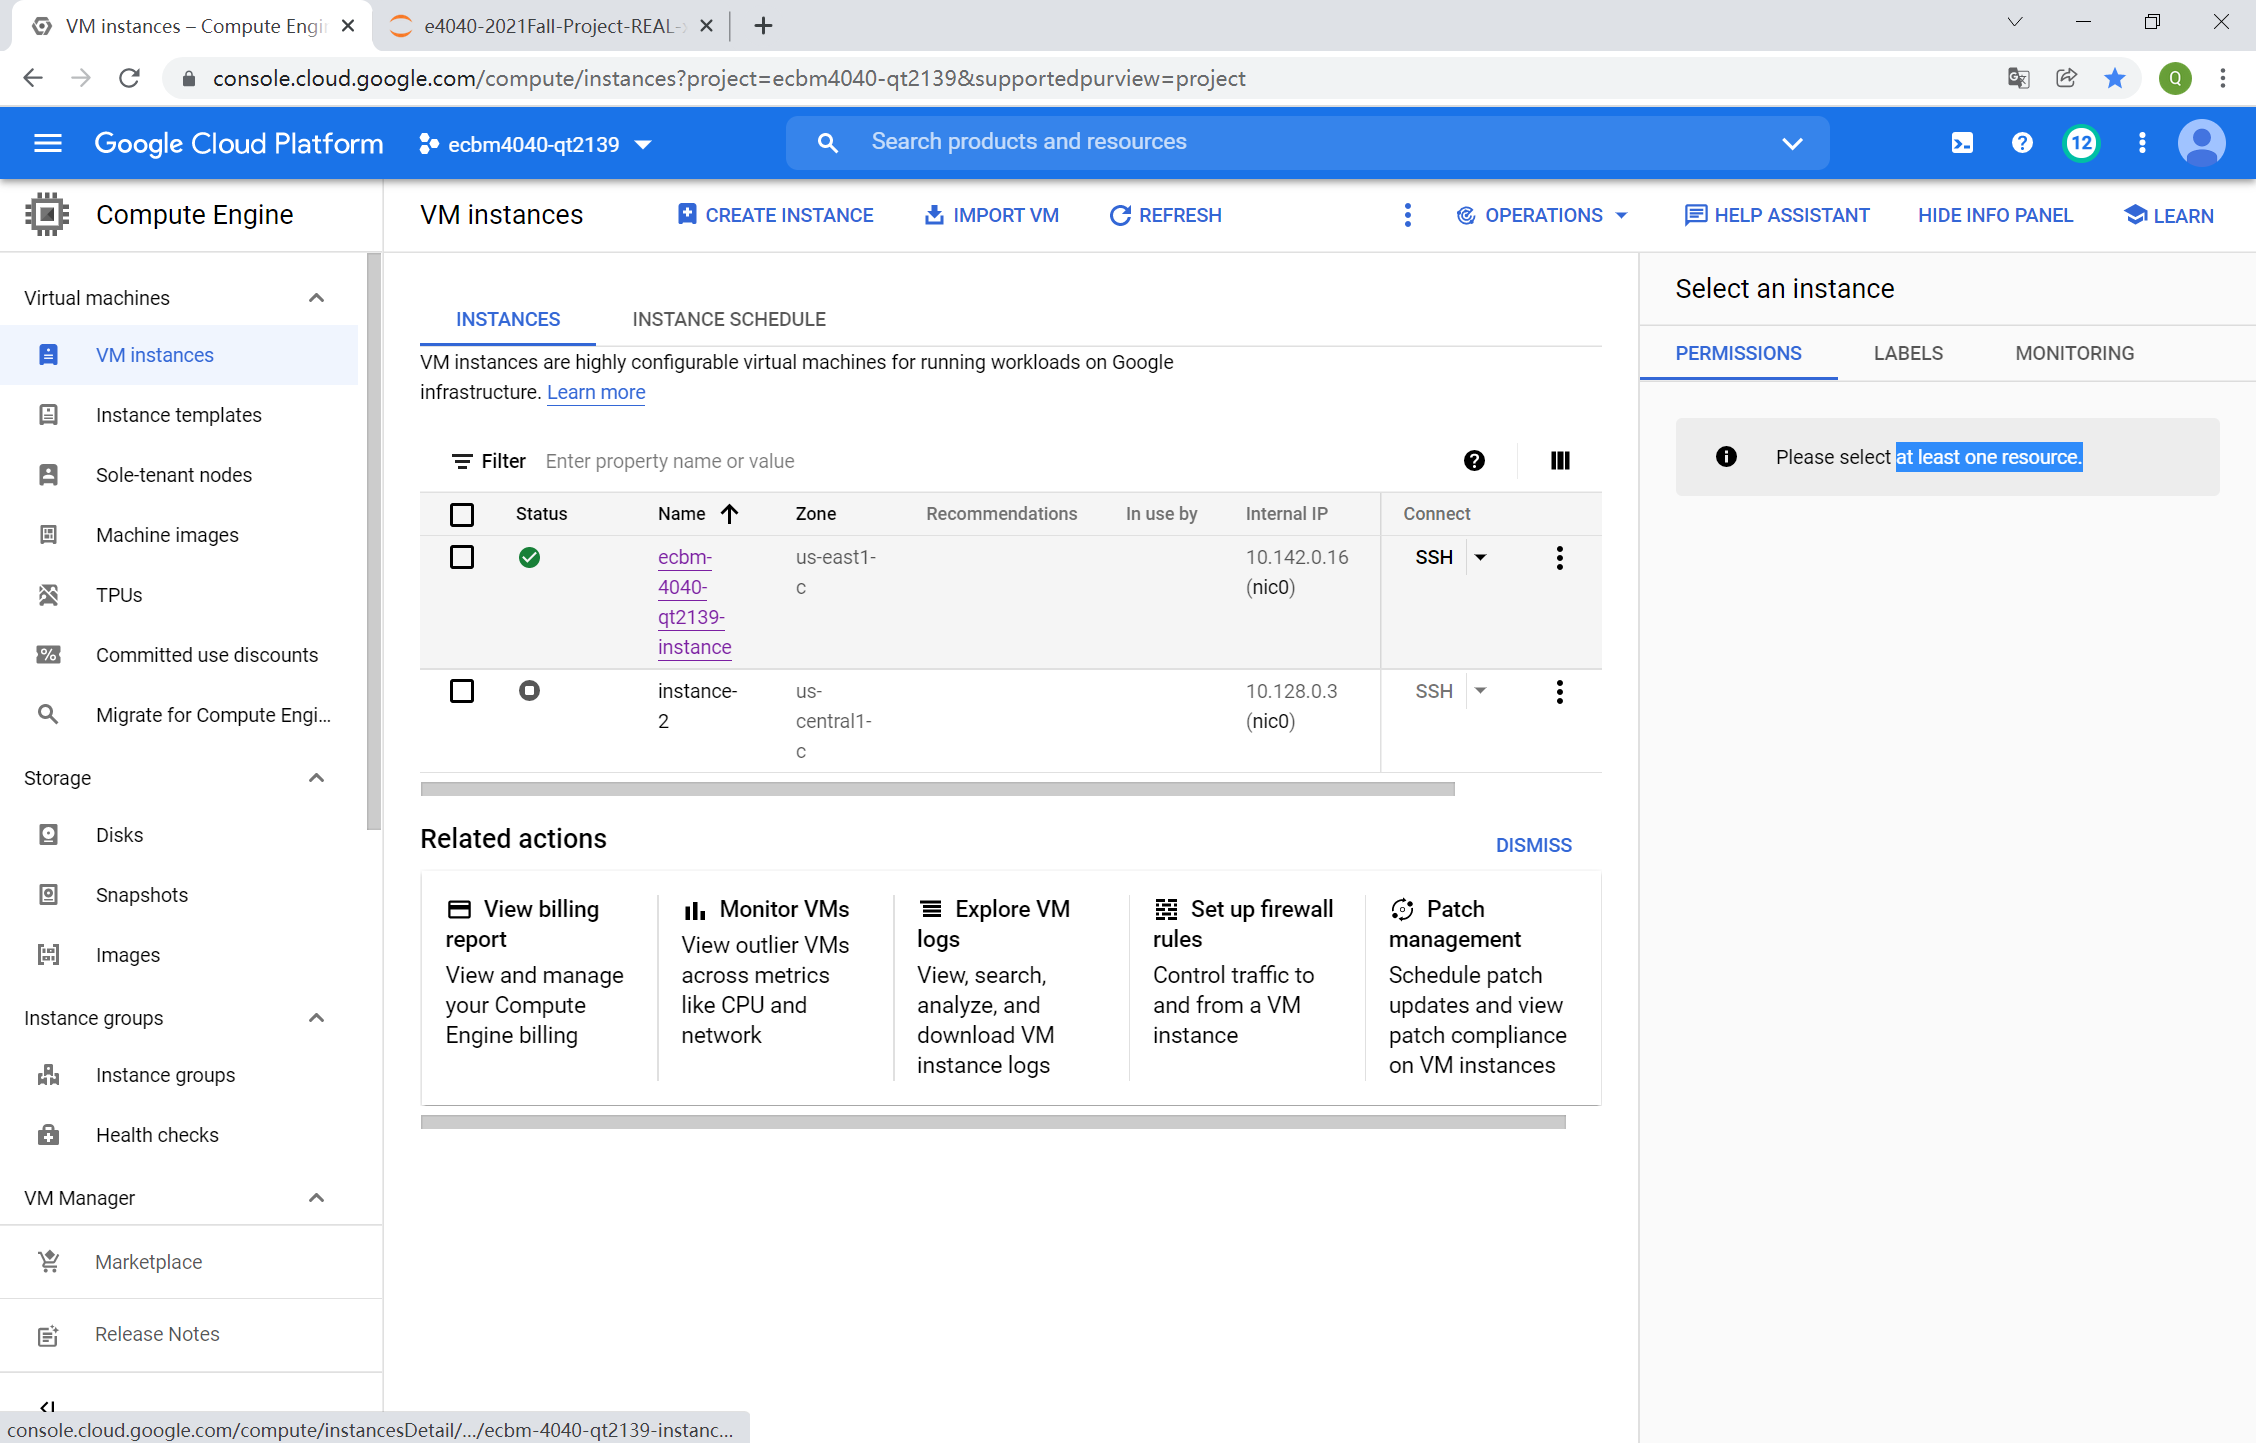 VM instances – Compute Engi
e4040-2021Fall-Project-REAL-
console.cloud.google.com/compute/instances?project=ecbm4040-qt2139&supportedpurview=project
Q
Google Cloud Platform
ecbm4040-qt2139
Search products and resources
12
Compute Engine
VM instances
CREATE INSTANCE
IMPORT VM
REFRESH
OPERATIONS
HELP ASSISTANT
HIDE INFO PANEL
LEARN
Virtual machines
VM instances
Instance templates
Sole-tenant nodes
Machine images
TPUs
Committed use discounts
Migrate for Compute Engi...
Storage
Disks
Snapshots
Images
Instance groups
Instance groups
Health checks
VM Manager
Marketplace
Release Notes
INSTANCES
INSTANCE SCHEDULE
VM instances are highly configurable virtual machines for running workloads on Google
infrastructure. Learn more
Filter Enter property name or value
Status Name Zone Recommendations In use by Internal IP Connect
ecbm-
4040-
qt2139-
instance
us-east1-
c
10.142.0.16
(nic0)
SSH
instance-
2
us-
central1-
c
10.128.0.3
(nic0)
SSH
Related actions
DISMISS
View billing
report
View and manage
your Compute
Engine billing
Monitor VMs
View outlier VMs
across metrics
like CPU and
network
Explore VM
logs
View, search,
analyze, and
download VM
instance logs
Set up firewall
rules
Control traffic to
and from a VM
instance
Patch
management
Schedule patch
updates and view
patch compliance
on VM instances
Select an instance
PERMISSIONS
LABELS
MONITORING
Please select at least one resource.
console.cloud.google.com/compute/instancesDetail/.../ecbm-4040-qt2139-instanc...